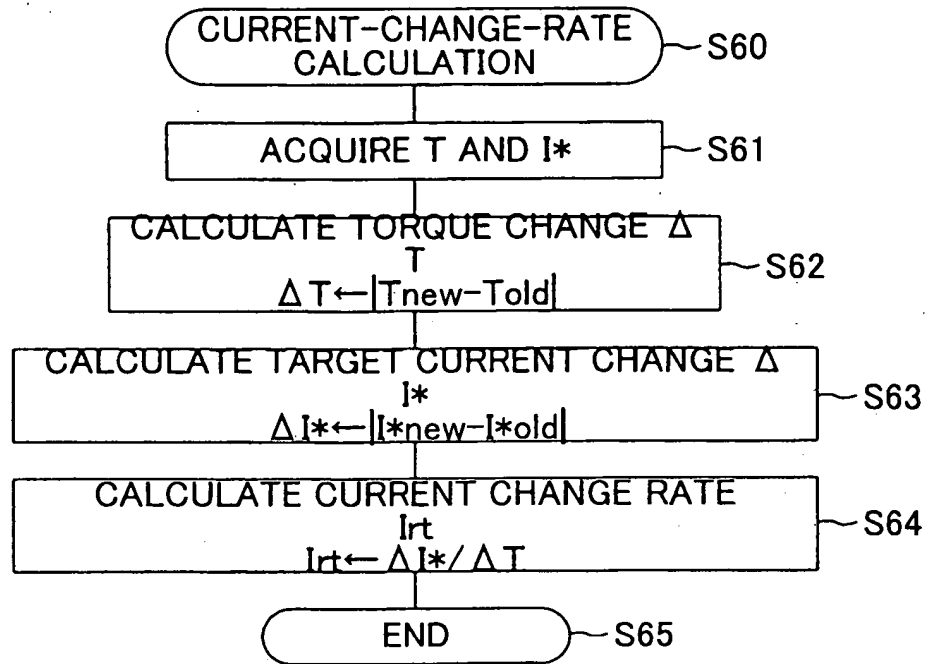 CURRENT-CHANGE-RATE
CALCULATION
S60
ACQUIRE T AND I*
S61
CALCULATE TORQUE CHANGE Δ
T
ΔT←|Tnew-Told|
S62
CALCULATE TARGET CURRENT CHANGE Δ
I*
ΔI*←|I*new-I*old|
S63
CALCULATE CURRENT CHANGE RATE
Irt
Irt←ΔI*/ΔT
S64
END
S65